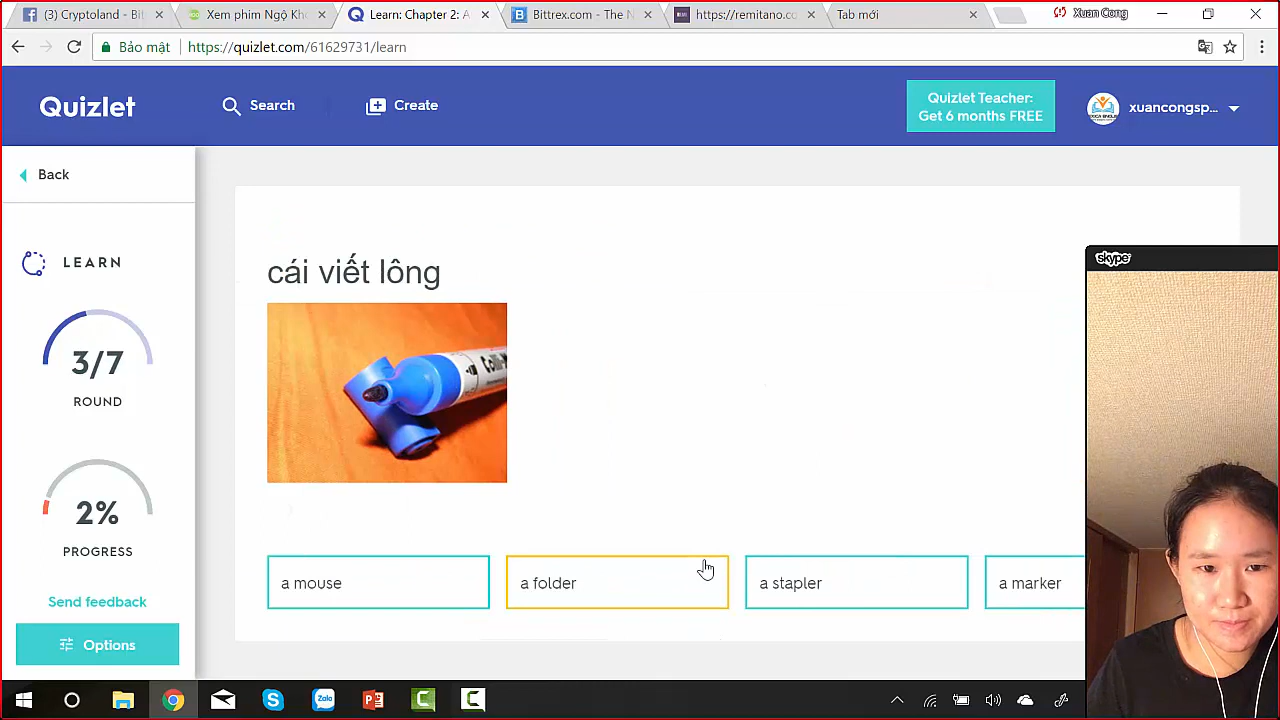 (3) Cryptoland - Bit
Xem phim Ngộ Kho
Learn: Chapter 2: A
Bittrex.com - The N
https://remitano.co
Tab mới
Xuan Cong
Bảo mật
https://quizlet.com/61629731/learn
Quizlet
Search
Create
Quizlet Teacher:
Get 6 months FREE
xuancongsp...
Back
LEARN
3/7
ROUND
2%
PROGRESS
Send feedback
Options
cái viết lông
a mouse
a folder
a stapler
a marker
skype
Zalo